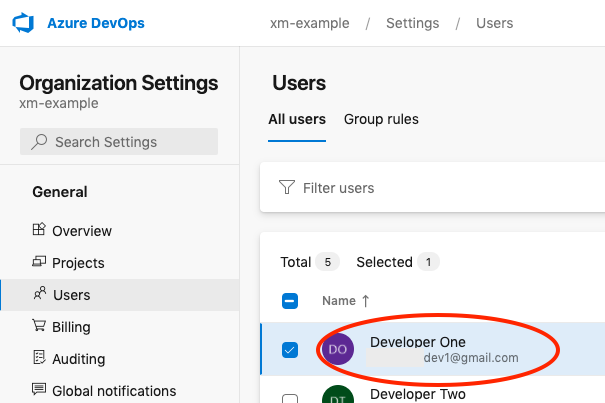 Azure DevOps
xm-example / Settings / Users
Organization Settings
xm-example
Search Settings
General
Overview
Projects
Users
Billing
Auditing
Global notifications
Users
All users Group rules
Filter users
Total 5 Selected 1
Name ↑
DO Developer One
dev1@gmail.com
DT Developer Two